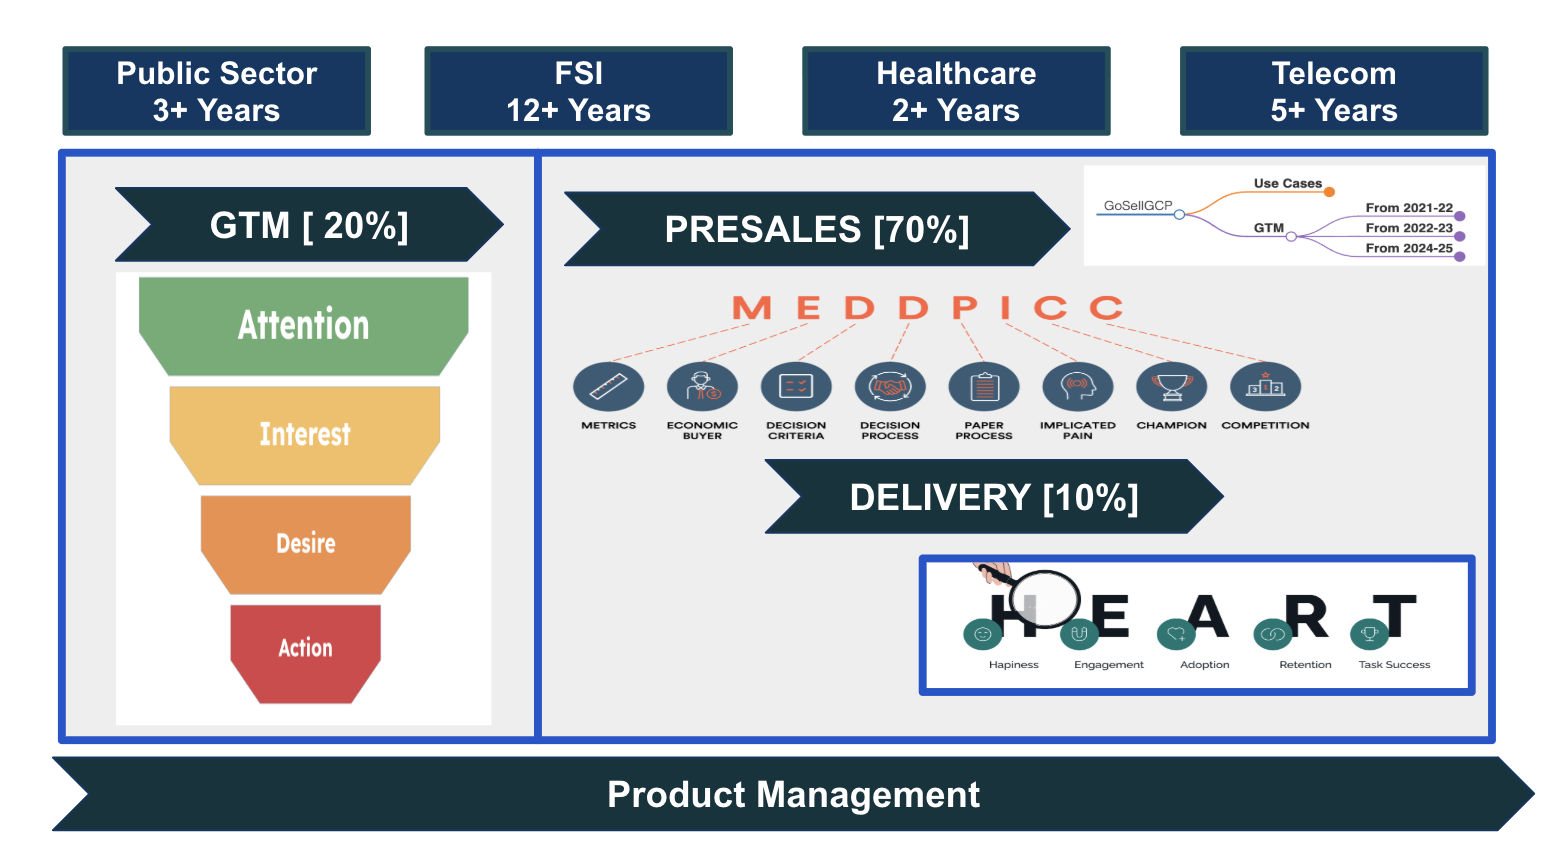 Public Sector
3+ Years
FSI
12+ Years
Healthcare
2+ Years
Telecom
5+ Years
GTM [ 20%]
Attention
Interest
Desire
Action
PRESALES [70%]
GoSellGCP
Use Cases
GTM
From 2021-22
From 2022-23
From 2024-25
M E D D P I C C
METRICS
ECONOMIC
BUYER
DECISION
CRITERIA
DECISION
PROCESS
PAPER
PROCESS
IMPLICATED
PAIN
CHAMPION
COMPETITION
3 1 2
DELIVERY [10%]
H E A R T
Hapiness
Engagement
Adoption
Retention
Task Success
Product Management